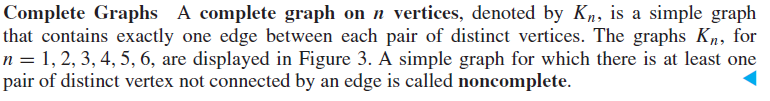 Complete Graphs A complete graph on n vertices, denoted by Kn, is a simple graph
that contains exactly one edge between each pair of distinct vertices. The graphs Kn, for
n = 1, 2, 3, 4, 5, 6, are displayed in Figure 3. A simple graph for which there is at least one
pair of distinct vertex not connected by an edge is called noncomplete.